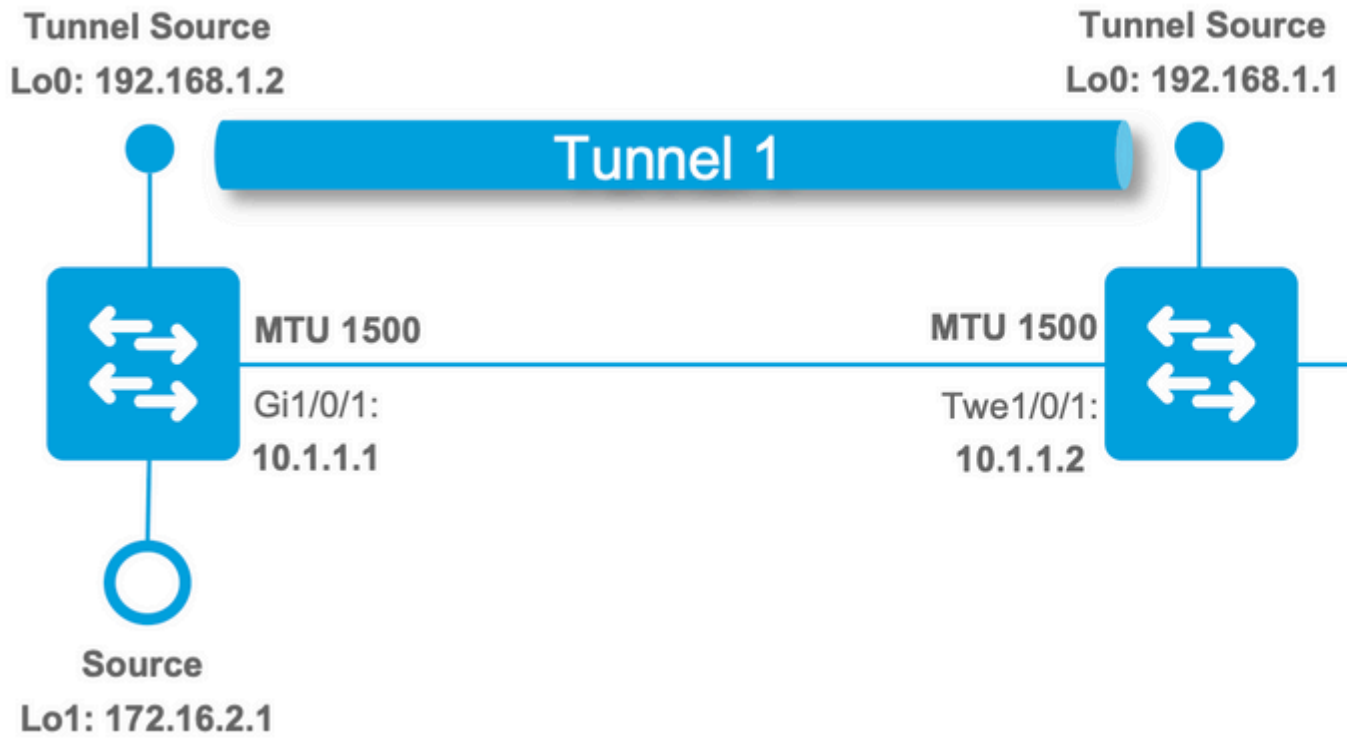 Tunnel Source
Lo0: 192.168.1.2
Tunnel Source
Lo0: 192.168.1.1
Tunnel 1
MTU 1500
Gi1/0/1:
10.1.1.1
MTU 1500
Twe1/0/1:
10.1.1.2
Source
Lo1: 172.16.2.1